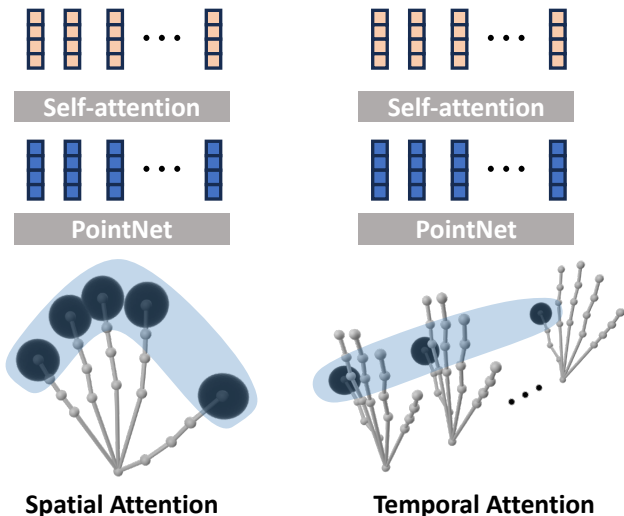 Self-attention
Self-attention
PointNet
PointNet
Spatial Attention
Temporal Attention